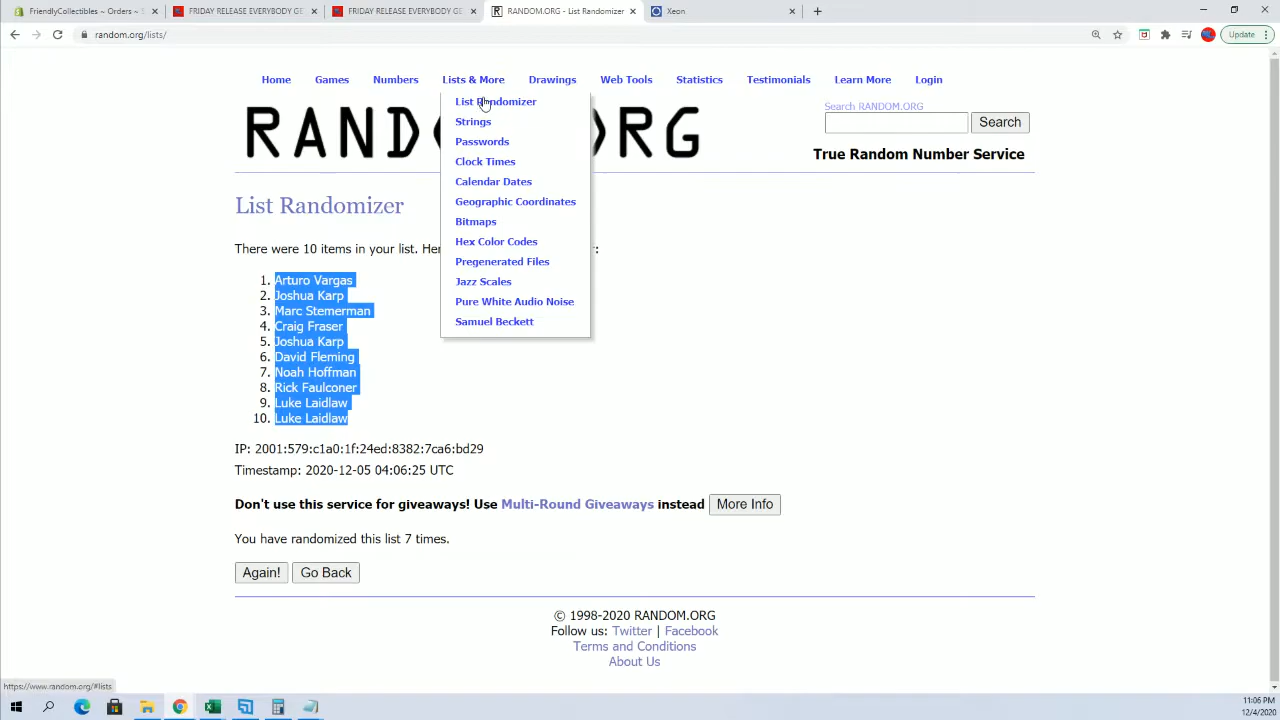 FriendlyCollectibles ~ Orders ~ S
FRIDAY RELEASE EVERYBODY GE
FRIDAY RELEASE EVERYBODY GE
RANDOM.ORG - List Randomizer
Xeon
random.org/lists/
Update
Home
Games
Numbers
Lists & More
Drawings
Web Tools
Statistics
Testimonials
Learn More
Login
List Randomizer
Strings
Passwords
Clock Times
Calendar Dates
Geographic Coordinates
Bitmaps
Hex Color Codes
Pregenerated Files
Jazz Scales
Pure White Audio Noise
Samuel Beckett
Search RANDOM.ORG
Search
RAND RG
True Random Number Service
List Randomizer
There were 10 items in your list. Her :
1. Arturo Vargas
2. Joshua Karp
3. Marc Stemerman
4. Craig Fraser
5. Joshua Karp
6. David Fleming
7. Noah Hoffman
8. Rick Faulconer
9. Luke Laidlaw
10. Luke Laidlaw
IP: 2001:579:c1a0:1f:24ed:8382:7ca6:bd29
Timestamp: 2020-12-05 04:06:25 UTC
Don't use this service for giveaways! Use Multi-Round Giveaways instead More Info
You have randomized this list 7 times.
Again! Go Back
© 1998-2020 RANDOM.ORG
Follow us: Twitter | Facebook
Terms and Conditions
About Us
https://www.random.org/#lists
11:06 PM
12/4/2020